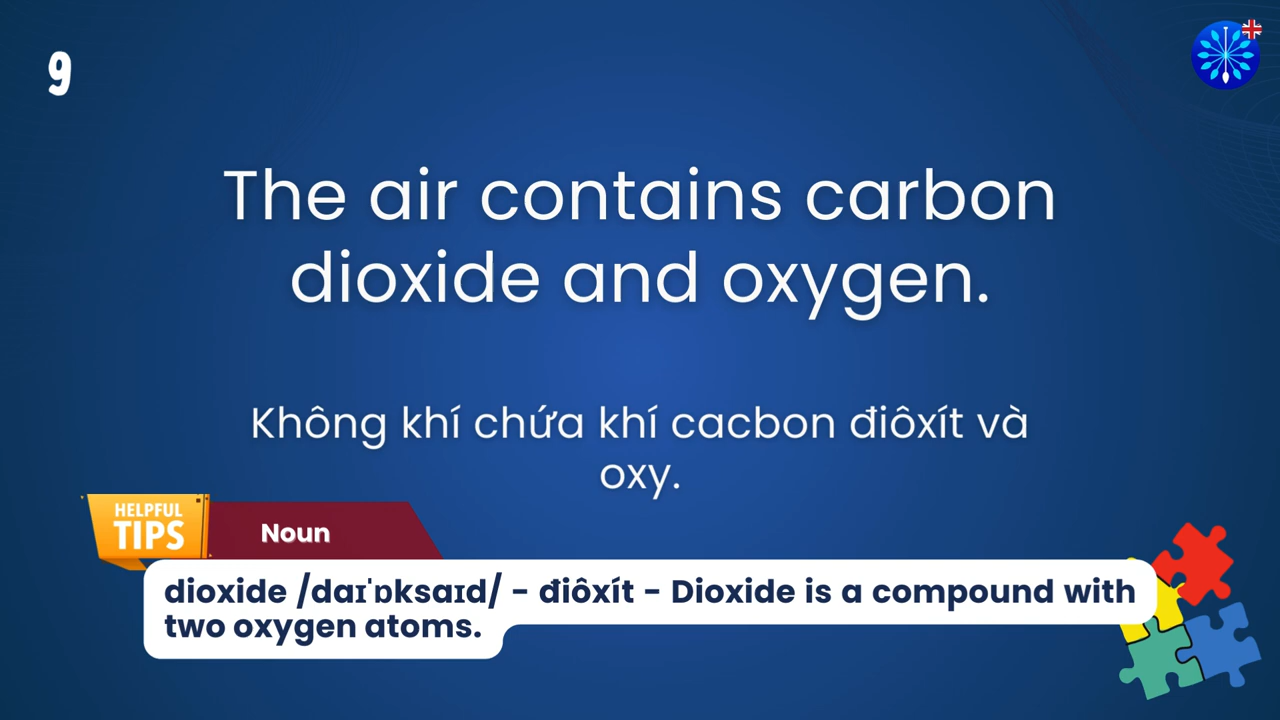 9
The air contains carbon
dioxide and oxygen.
Không khí chứa khí cacbon điôxít và
oxy.
HELPFUL
TIPS
Noun
dioxide /daɪˈɒksaɪd/ - điôxít - Dioxide is a compound with
two oxygen atoms.